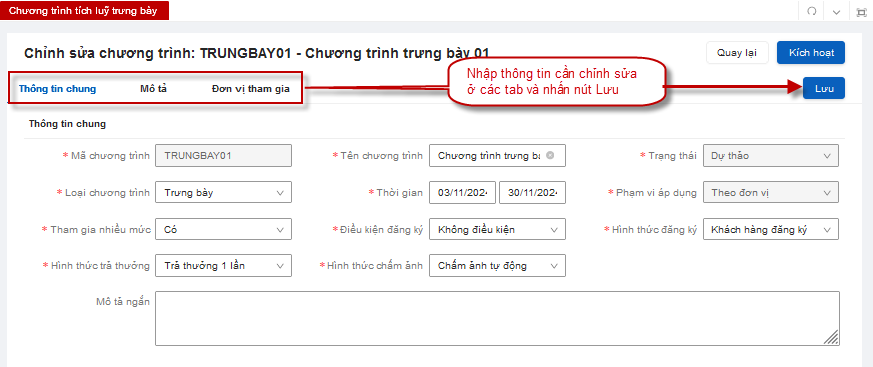 Chương trình tích luỹ trưng bày
Chỉnh sửa chương trình: TRUNGBAY01 - Chương trình trưng bày 01
Quay lại
Kích hoạt
Thông tin chung
Mô tả
Đơn vị tham gia
Nhập thông tin cần chỉnh sửa
ở các tab và nhấn nút Lưu
Lưu
Thông tin chung
* Mã chương trình TRUNGBAY01 * Tên chương trình Chương trình trưng bà * Trạng thái Dự thảo
* Loại chương trình Trưng bày * Thời gian 03/11/2024 30/11/2024 * Phạm vi áp dụng Theo đơn vị
* Tham gia nhiều mức Có * Điều kiện đăng ký Không điều kiện * Hình thức đăng ký Khách hàng đăng ký
* Hình thức trả thưởng Trả thưởng 1 lần * Hình thức chấm ảnh Chấm ảnh tự động
Mô tả ngắn